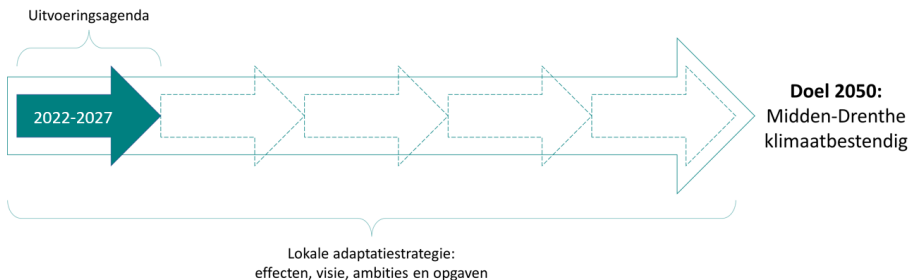 Uitvoeringsagenda
2022-2027
Doel 2050:
Midden-Drenthe
klimaatbestendig
Lokale adaptatiestrategie:
effecten, visie, ambities en opgaven